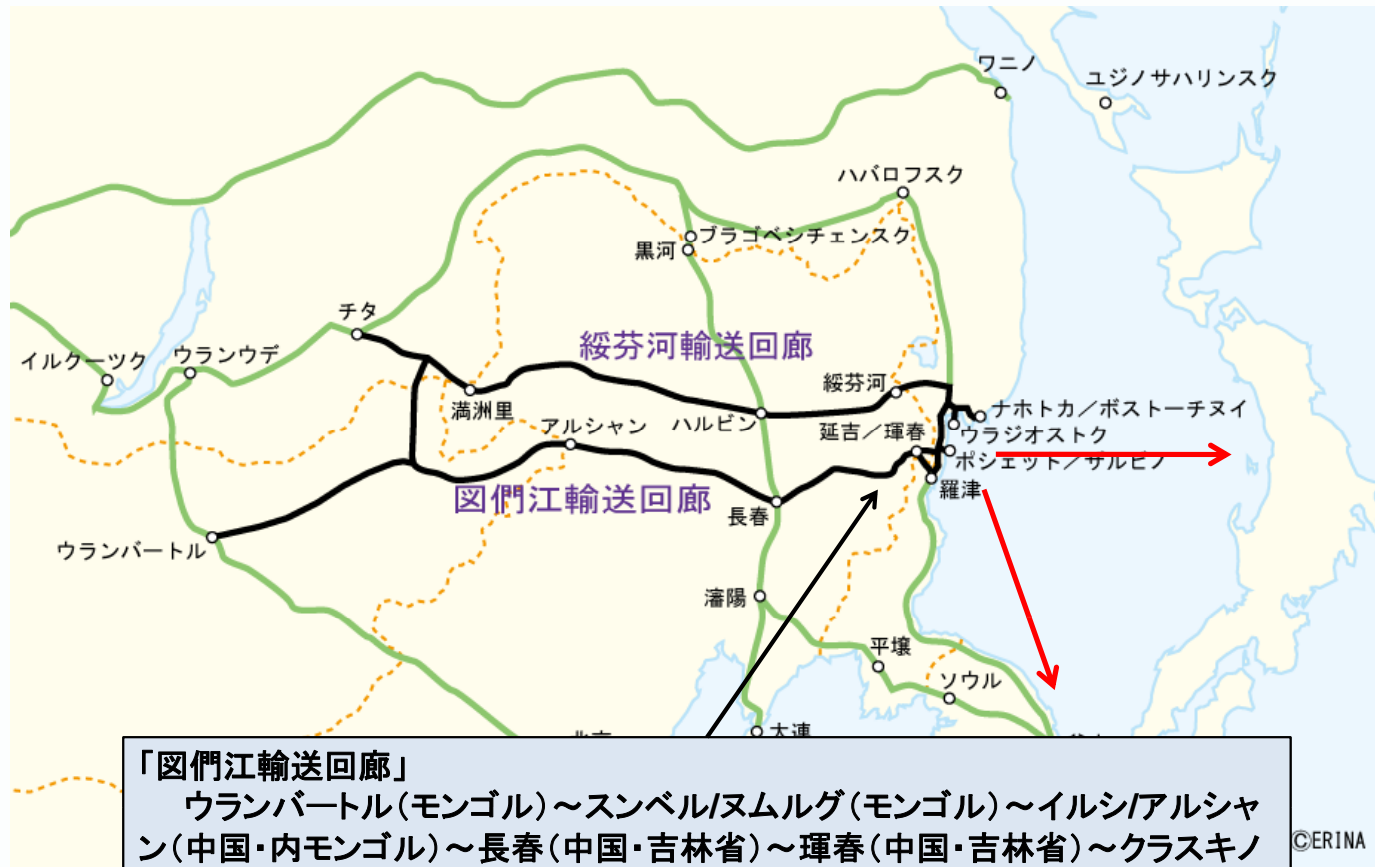 ワニノ
ユジノサハリンスク
ハバロフスク
ブラゴベシチェンスク
黒河
チタ
綏芬河輸送回廊
イルクーツク
ウランウデ
満洲里
綏芬河
ハルビン
ナホトカ/ボストーチヌイ
アルシャン
延吉/琿春
ウラジオストク
ポシェット/ザルビノ
図們江輸送回廊
羅津
長春
ウランバートル
瀋陽
平壌
ソウル
大連
「図們江輸送回廊」
ウランバートル(モンゴル)~スンベル/ヌムルグ(モンゴル)~イルシ/アルシャ
ン(中国・内モンゴル)~長春(中国・吉林省)~琿春(中国・吉林省)~クラスキノ
©ERINA